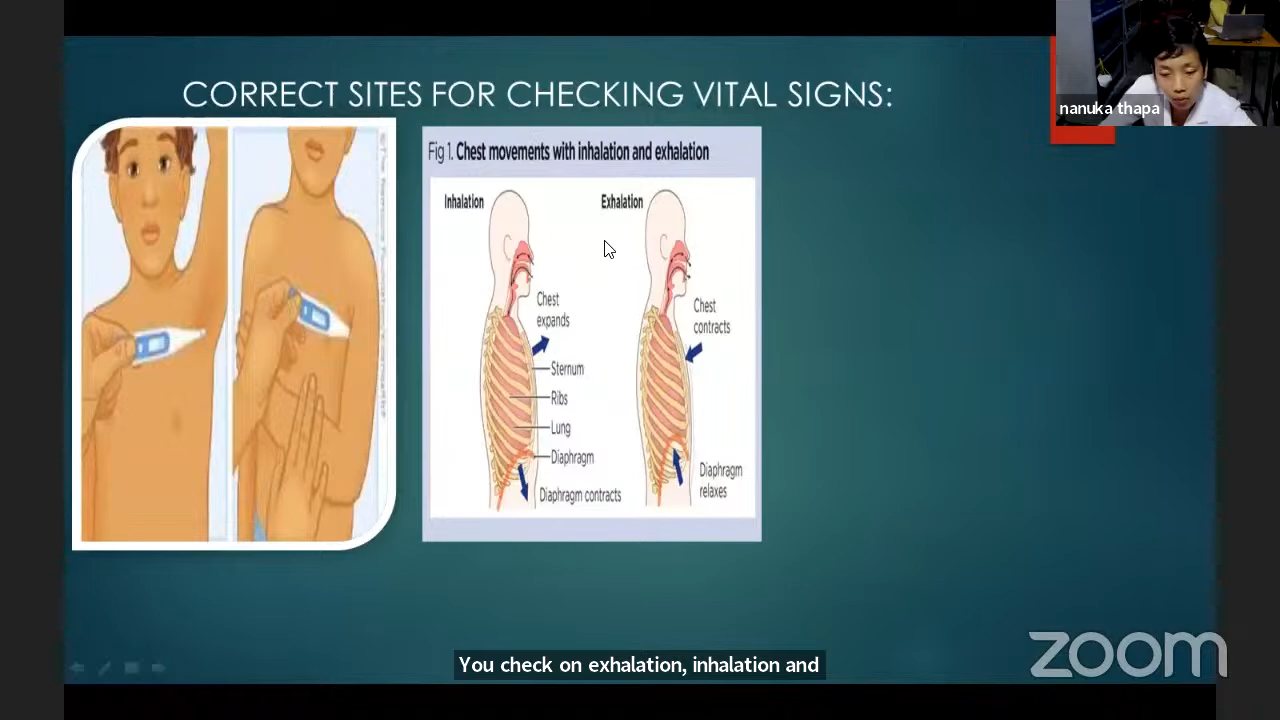 CORRECT SITES FOR CHECKING VITAL SIGNS:
nanuka thapa
Fig 1. Chest movements with inhalation and exhalation
Inhalation
Exhalation
Chest
expands
Sternum
Ribs
Lung
Diaphragm
Diaphragm contracts
Chest
contracts
Diaphragm
relaxes
You check on exhalation, inhalation and
zoom